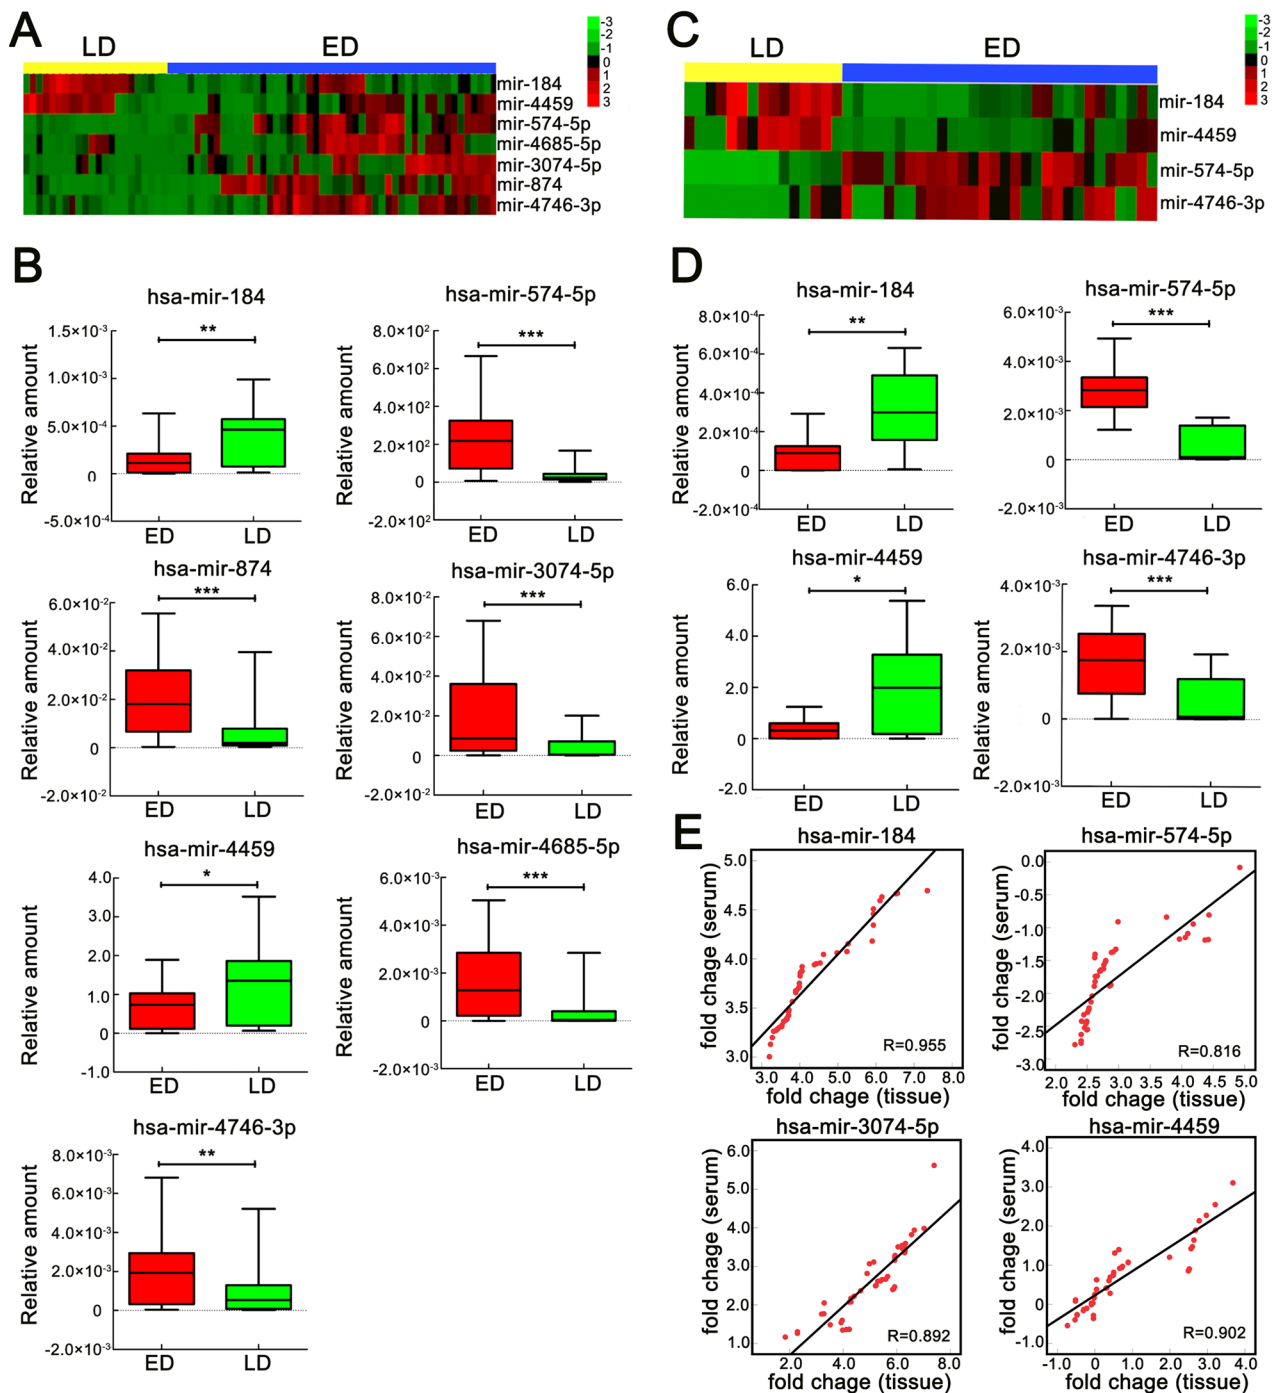 A
LD ED
-3
-2
-1
0
1
2
3
mir-184
mir-4459
mir-574-5p
mir-4685-5p
mir-3074-5p
mir-874
mir-4746-3p
C
LD ED
-3
-2
-1
0
1
2
3
mir-184
mir-4459
mir-574-5p
mir-4746-3p
B
hsa-mir-184
Relative amount
1.5×10-3
1.0×10-3
5.0×10-4
0
-5.0×10-4
**
ED LD
hsa-mir-574-5p
Relative amount
8.0×102
6.0×102
4.0×102
2.0×102
0
-2.0×102
***
ED LD
hsa-mir-874
Relative amount
6.0×10-2
4.0×10-2
2.0×10-2
0
-2.0×10-2
***
ED LD
hsa-mir-3074-5p
Relative amount
8.0×10-2
6.0×10-2
4.0×10-2
2.0×10-2
0
-2.0×10-2
***
ED LD
hsa-mir-4459
Relative amount
4.0
3.0
2.0
1.0
0
-1.0
*
ED LD
hsa-mir-4685-5p
Relative amount
6.0×10-3
4.0×10-3
2.0×10-3
0
-2.0×10-3
***
ED LD
hsa-mir-4746-3p
Relative amount
8.0×10-3
6.0×10-3
4.0×10-3
2.0×10-3
0
-2.0×10-3
**
ED LD
D
hsa-mir-184
Relative amount
8.0×10-4
6.0×10-4
4.0×10-4
2.0×10-4
0
-2.0×10-4
**
ED LD
hsa-mir-574-5p
Relative amount
6.0×10-3
4.0×10-3
2.0×10-3
0
-2.0×10-3
***
ED LD
hsa-mir-4459
Relative amount
6.0
4.0
2.0
0
-2.0
*
ED LD
hsa-mir-4746-3p
Relative amount
4.0×10-3
2.0×10-3
0
-2.0×10-3
***
ED LD
E
hsa-mir-184
fold chage (serum)
5.0
4.5
4.0
3.5
3.0
R=0.955
3.0 4.0 5.0 6.0 7.0 8.0
fold chage (tissue)
hsa-mir-574-5p
fold chage (serum)
0.0
-0.5
-1.0
-1.5
-2.0
-2.5
-3.0
R=0.816
2.0 2.5 3.0 3.5 4.0 4.5 5.0
fold chage (tissue)
hsa-mir-3074-5p
fold chage (serum)
6.0
5.0
4.0
3.0
2.0
1.0
R=0.892
2.0 4.0 6.0 8.0
fold chage (tissue)
hsa-mir-4459
fold chage (serum)
4.0
3.0
2.0
1.0
0
-1.0
R=0.902
-1.0 0 1.0 2.0 3.0 4.0
fold chage (tissue)